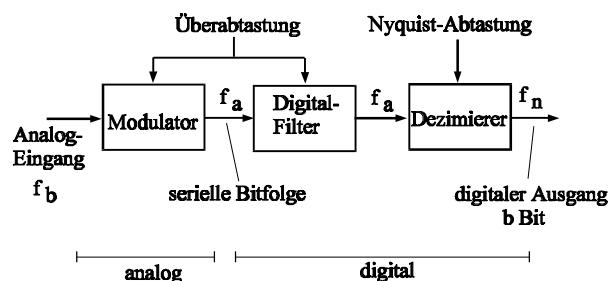 Überabtastung
Nyquist-Abtastung
Modulator
f a
Digital-
Filter
f a
Dezimierer
f n
Analog-
Eingang
f b
serielle Bitfolge
digitaler Ausgang
b Bit
analog
digital